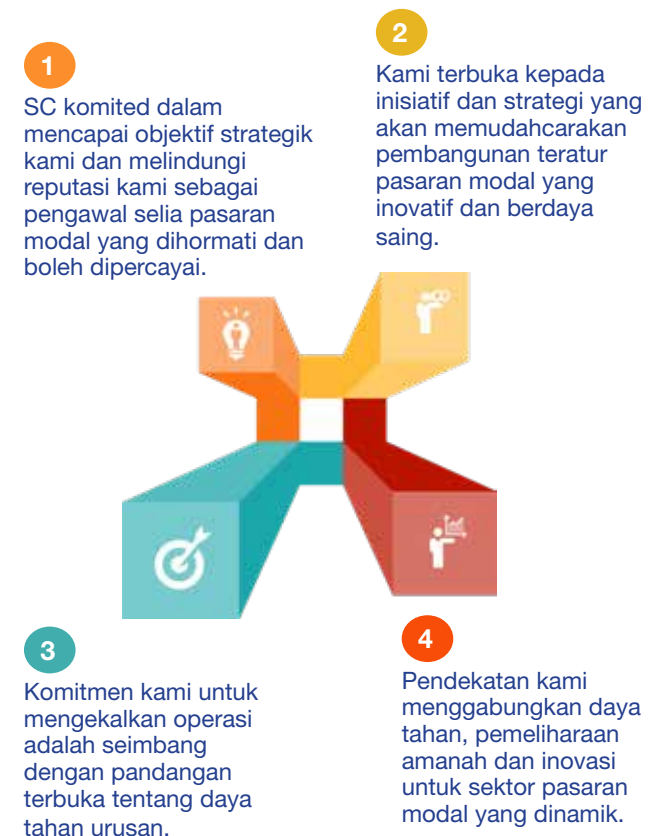 1
SC komited dalam
mencapai objektif strategik
kami dan melindungi
reputasi kami sebagai
pengawal selia pasaran
modal yang dihormati dan
boleh dipercayai.
2
Kami terbuka kepada
inisiatif dan strategi yang
akan memudahcarakan
pembangunan teratur
pasaran modal yang
inovatif dan berdaya
saing.
3
Komitmen kami untuk
mengekalkan operasi
adalah seimbang
dengan pandangan
terbuka tentang daya
tahan urusan.
4
Pendekatan kami
menggabungkan daya
tahan, pemeliharaan
amanah dan inovasi
untuk sektor pasaran
modal yang dinamik.